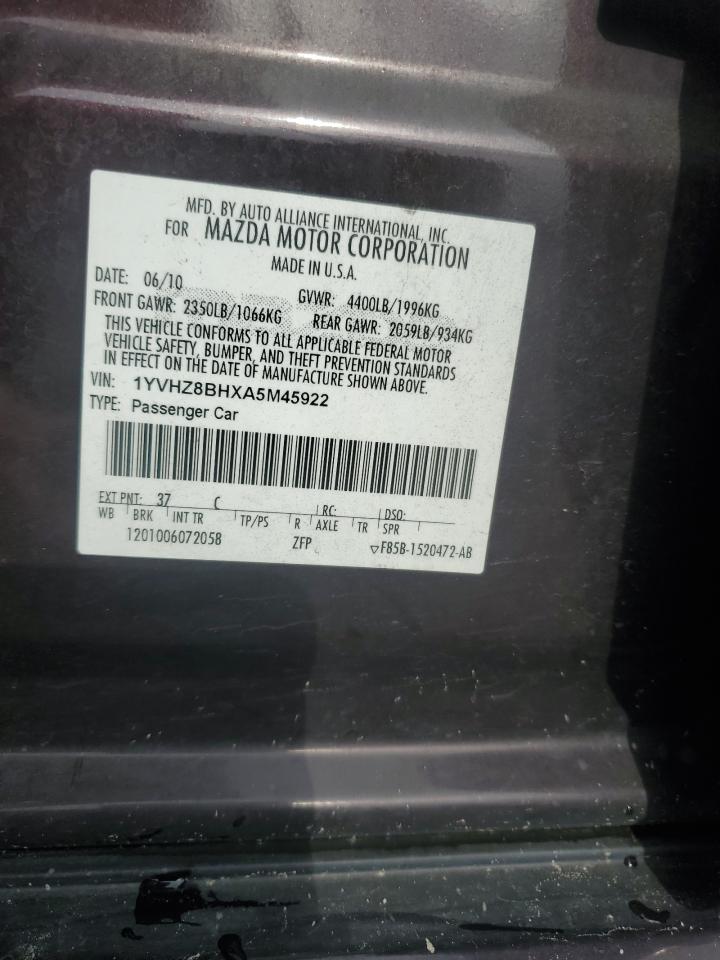 MFD. BY AUTO ALLIANCE INTERNATIONAL, INC.
FOR MAZDA MOTOR CORPORATION
MADE IN U.S.A.
DATE: 06/10 GVWR: 4400LB/1996KG
FRONT GAWR: 2350LB/1066KG REAR GAWR: 2059LB/934KG
THIS VEHICLE CONFORMS TO ALL APPLICABLE FEDERAL MOTOR
VEHICLE SAFETY, BUMPER, AND THEFT PREVENTION STANDARDS
IN EFFECT ON THE DATE OF MANUFACTURE SHOWN ABOVE.
VIN: 1YVHZ8BHXA5M45922
TYPE: Passenger Car
EXT PNT: 37 C RC: DSO:
WB BRK INT TR TP/PS R AXLE TR SPR
1201006072058 ZFP ▽F85B-1520472-AB